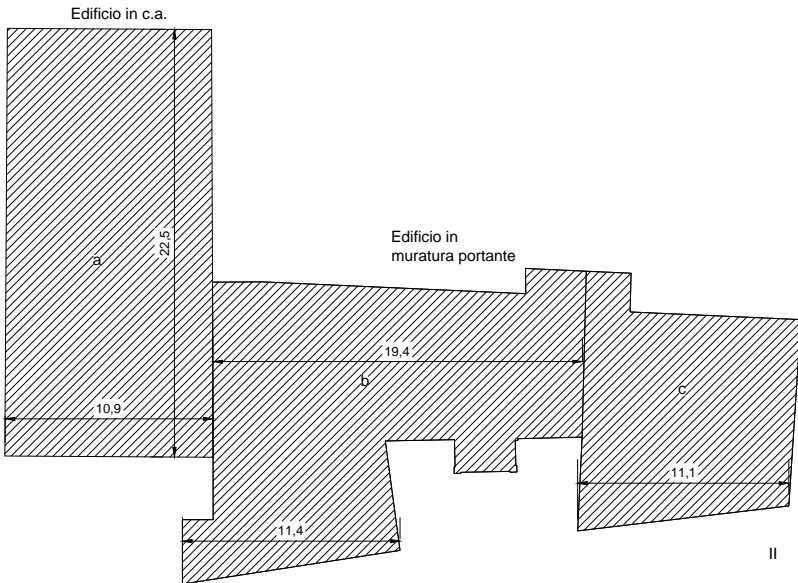 Edificio in c.a.
22,5
Edificio in
muratura portante
a
19,4
b
c
10,9
11,1
11,4
II